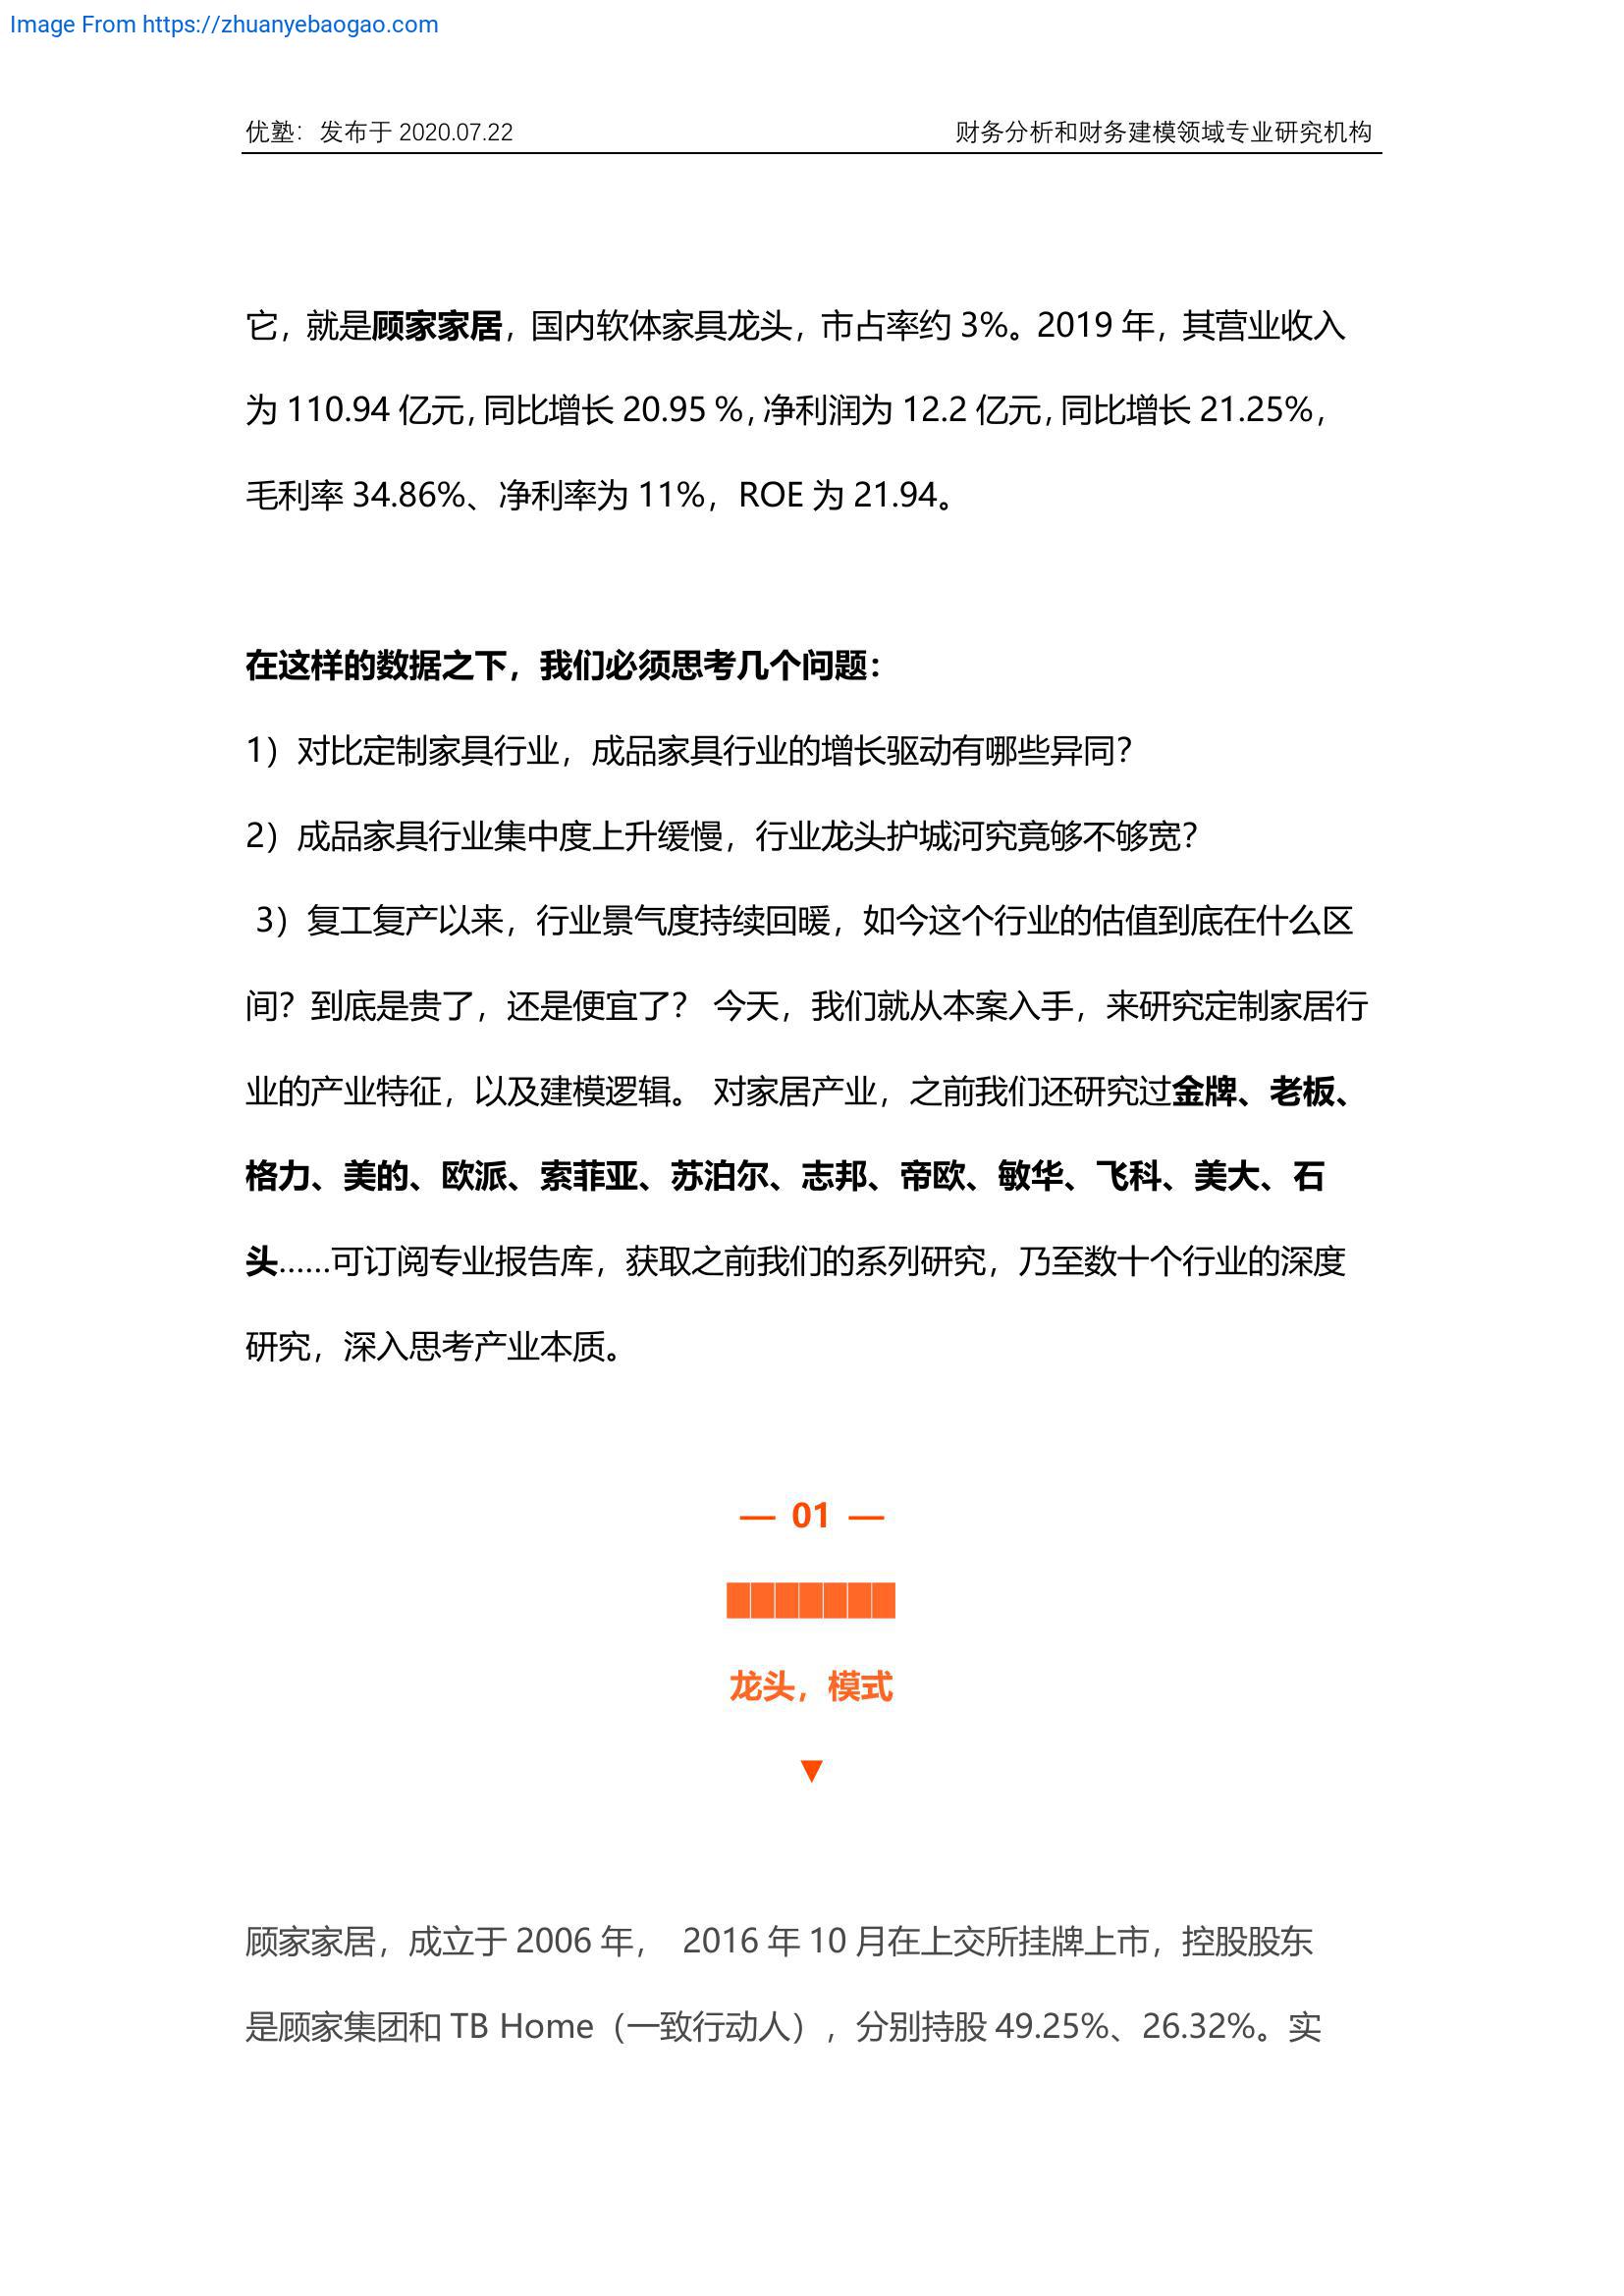 Image From https://zhuanyebaogao.com
优塾：发布于 2020.07.22 财务分析和财务建模领域专业研究机构
它，就是顾家家居，国内软体家具龙头，市占率约 3%。2019 年，其营业收入
为 110.94 亿元，同比增长 20.95 %，净利润为 12.2 亿元，同比增长 21.25%，
毛利率 34.86%、净利率为 11%，ROE 为 21.94。
在这样的数据之下，我们必须思考几个问题：
1）对比定制家具行业，成品家具行业的增长驱动有哪些异同？
2）成品家具行业集中度上升缓慢，行业龙头护城河究竟够不够宽？
3）复工复产以来，行业景气度持续回暖，如今这个行业的估值到底在什么区
间？到底是贵了，还是便宜了？ 今天，我们就从本案入手，来研究定制家居行
业的产业特征，以及建模逻辑。 对家居产业，之前我们还研究过金牌、老板、
格力、美的、欧派、索菲亚、苏泊尔、志邦、帝欧、敏华、飞科、美大、石
头......可订阅专业报告库，获取之前我们的系列研究，乃至数十个行业的深度
研究，深入思考产业本质。
— 01 —
▇▇▇▇▇▇▇
龙头，模式
▼
顾家家居，成立于 2006 年， 2016 年 10 月在上交所挂牌上市，控股股东
是顾家集团和 TB Home（一致行动人），分别持股 49.25%、26.32%。实